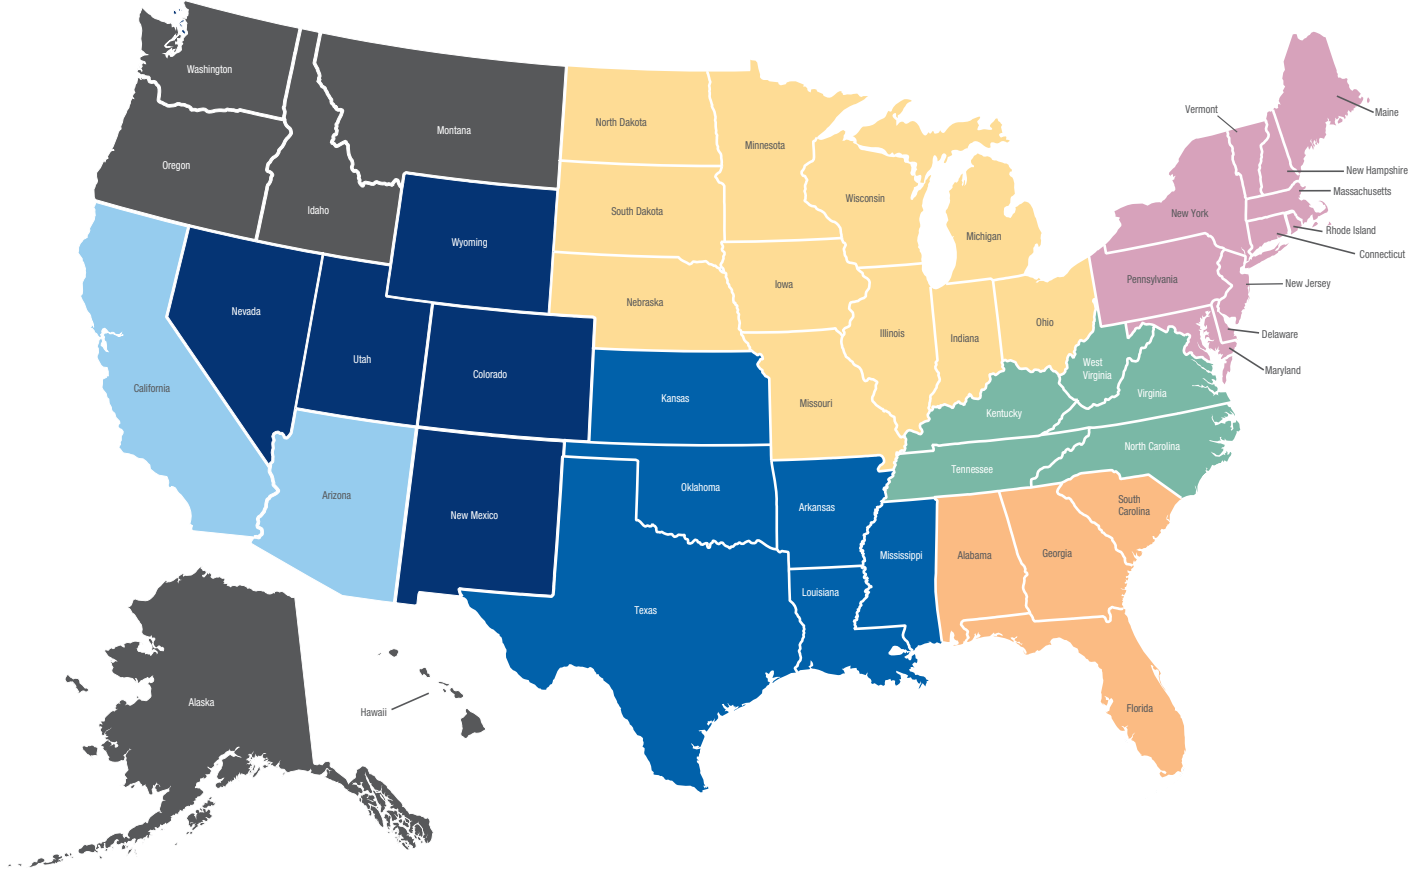 Washington
Oregon
Idaho
Montana
North Dakota
Minnesota
South Dakota
Wisconsin
Michigan
Wyoming
Nebraska
Iowa
Illinois
Indiana
Ohio
Nevada
Utah
Colorado
California
Kansas
Missouri
Kentucky
West
Virginia
Virginia
Arizona
New Mexico
Oklahoma
Arkansas
Tennessee
North Carolina
South
Carolina
Texas
Louisiana
Mississippi
Alabama
Georgia
Florida
Alaska
Hawaii
Vermont
Maine
New Hampshire
Massachusetts
New York
Rhode Island
Connecticut
Pennsylvania
New Jersey
Delaware
Maryland